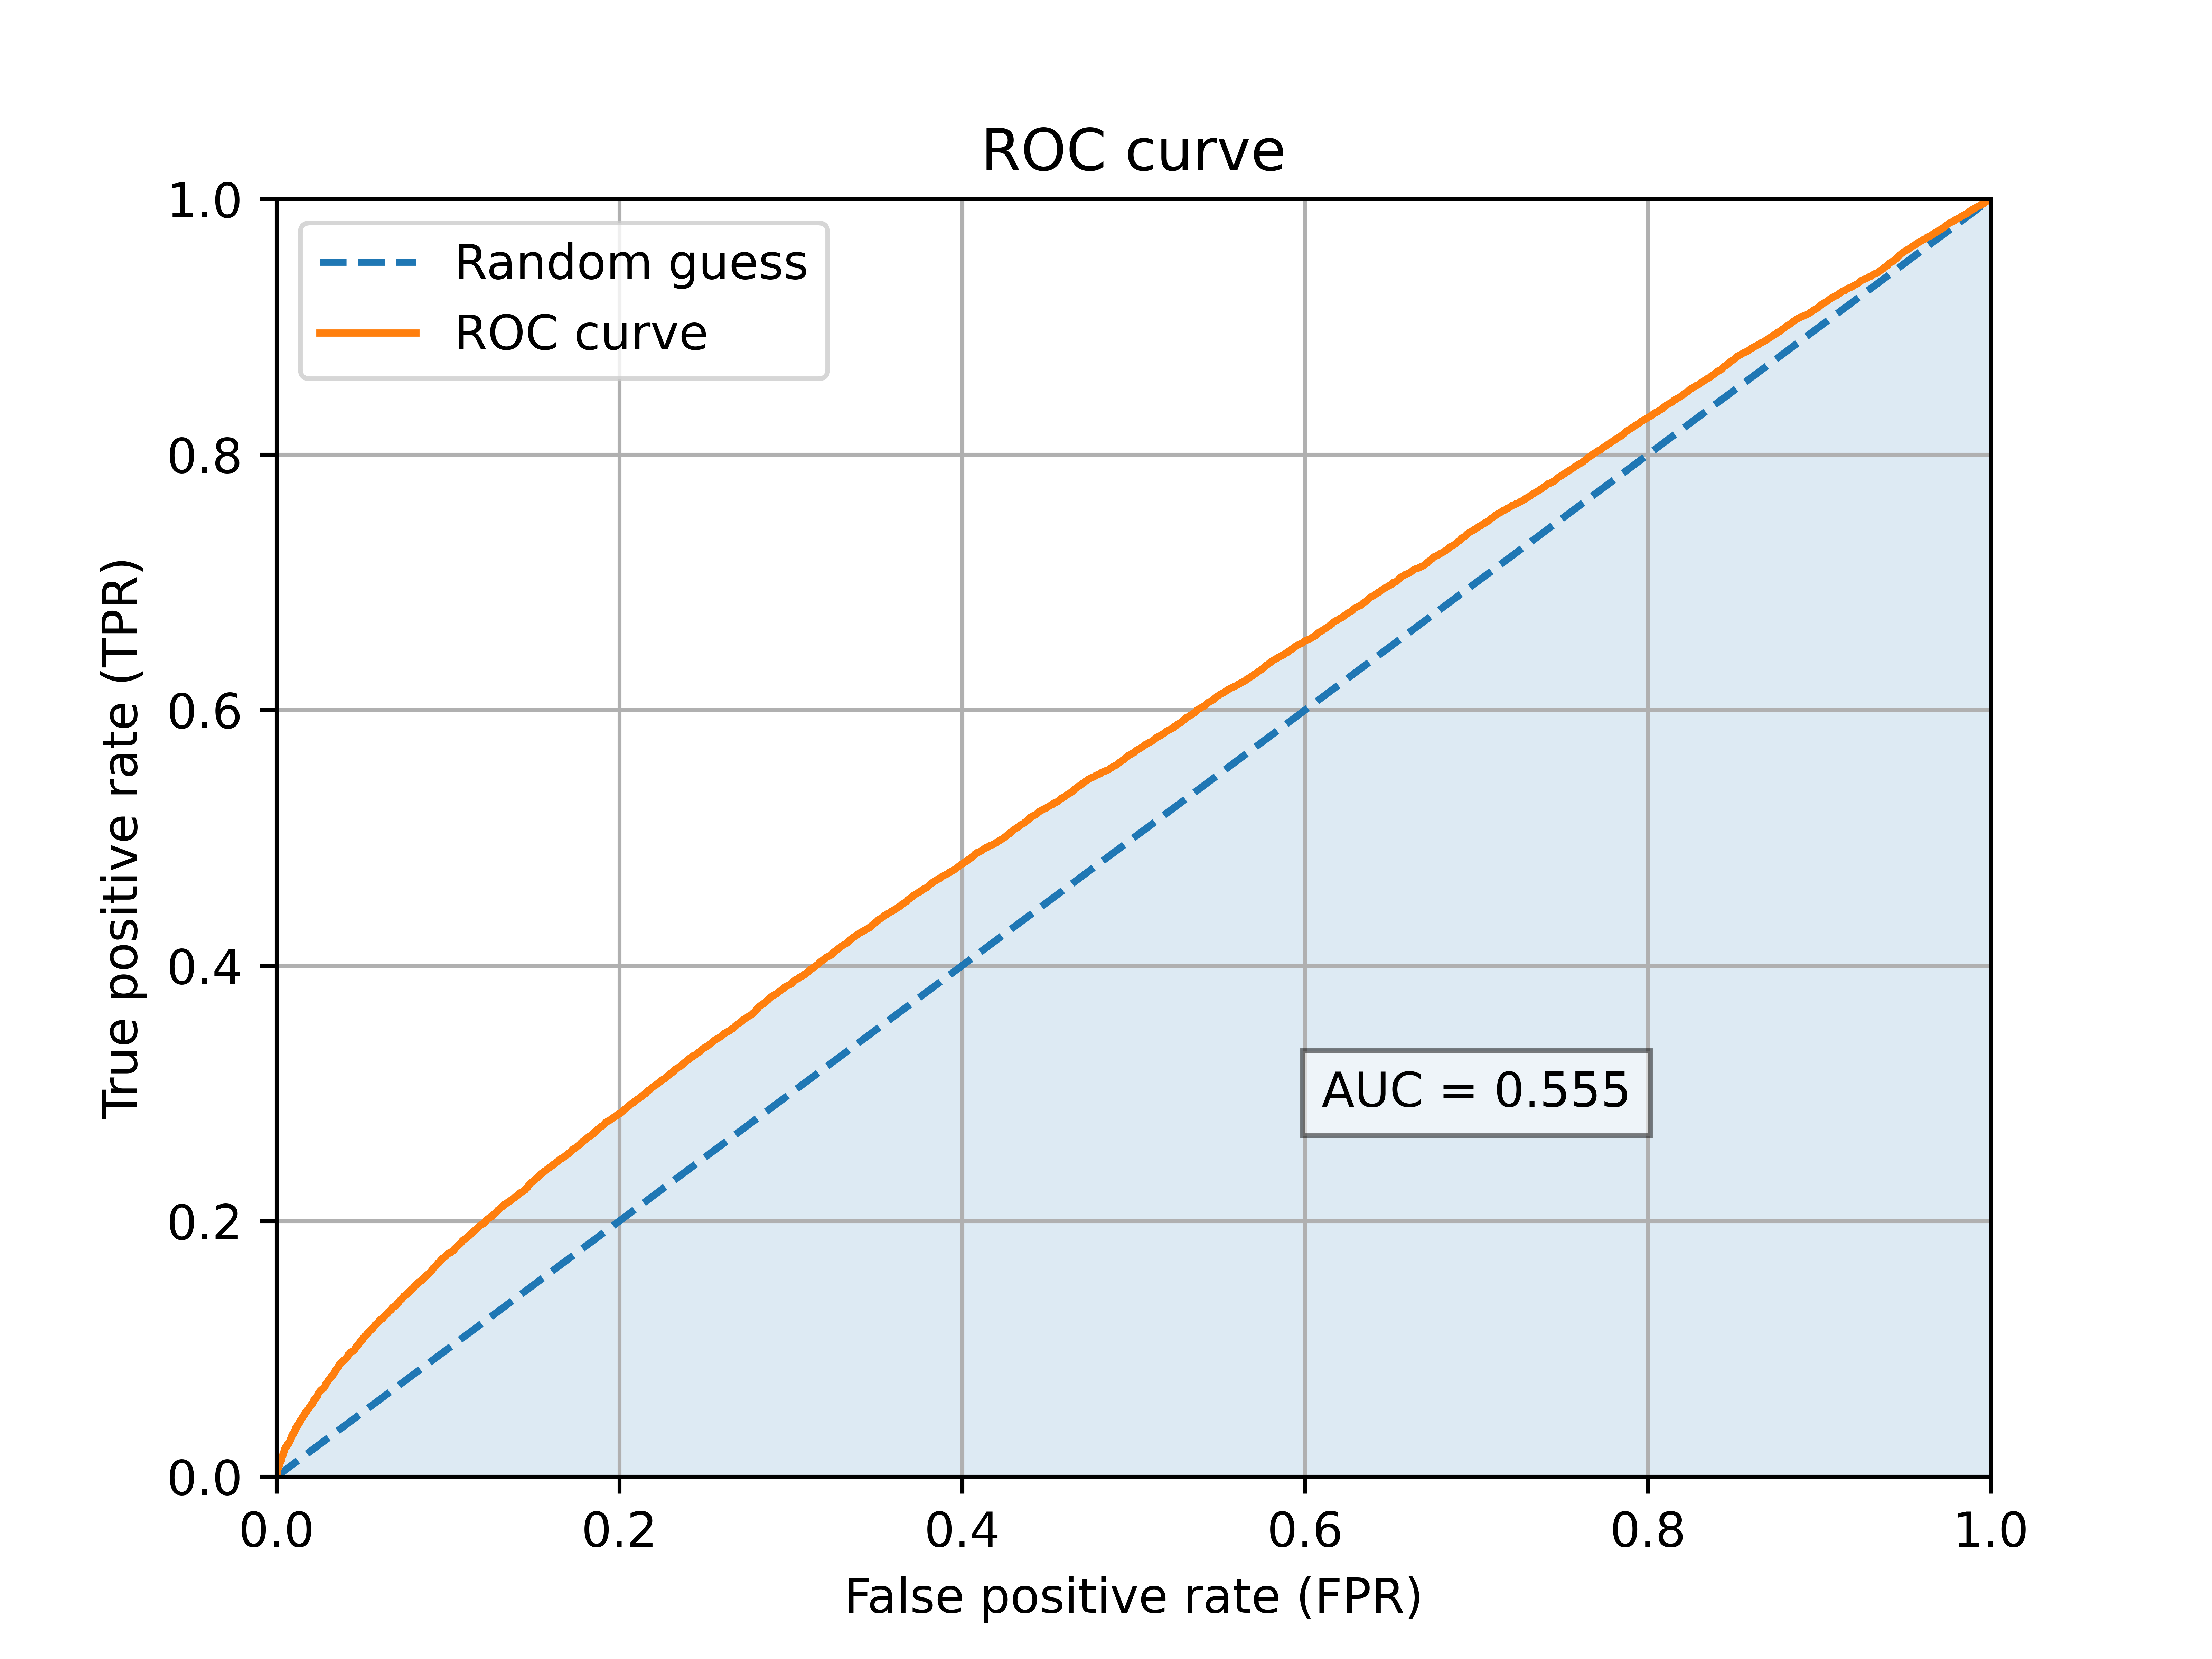 ROC curve
1.0
0.8
0.6
0.4
0.2
0.0
True positive rate (TPR)
Random guess
ROC curve
AUC = 0.555
0.0 0.2 0.4 0.6 0.8 1.0
False positive rate (FPR)